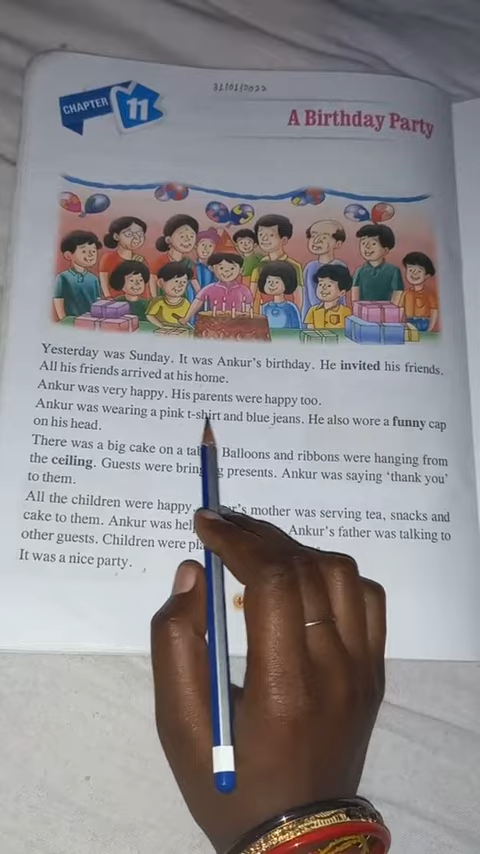 31/01/2022
CHAPTER 11
A Birthday Party
Yesterday was Sunday. It was Ankur's birthday. He invited his friends.
All his friends arrived at his home.
Ankur was very happy. His parents were happy too.
Ankur was wearing a pink t-shirt and blue jeans. He also wore a funny cap
on his head.
There was a big cake on a Balloons and ribbons were hanging from
the ceiling. Guests were presents. Ankur was saying 'thank you'
to them.
All the children were happy. mother was serving tea, snacks and
cake to them. Ankur was Ankur's father was talking to
other guests. Children were
It was a nice party.